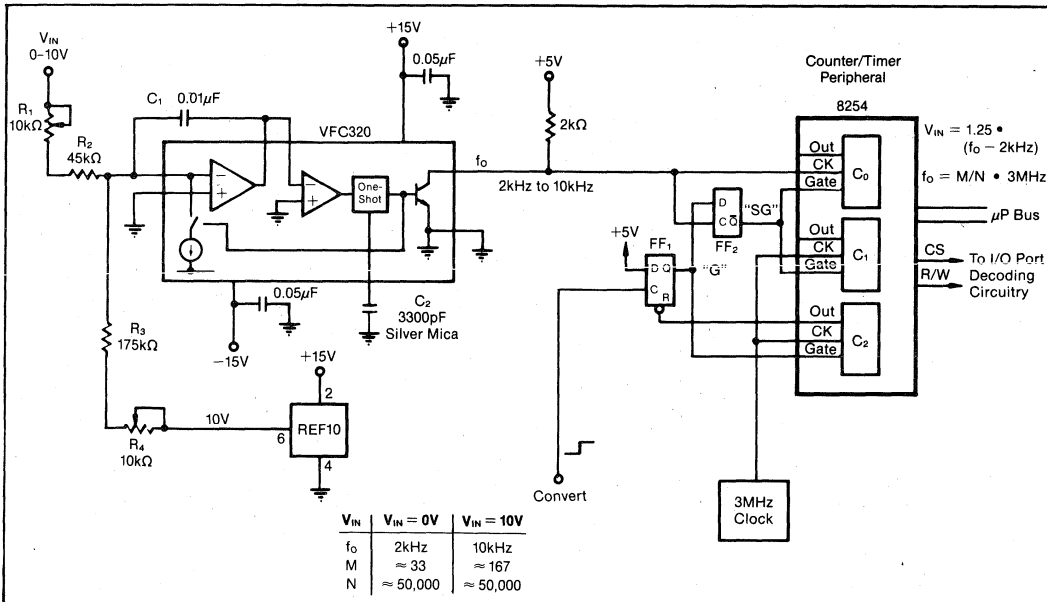 V_IN
0–10V
R₁
10kΩ
R₂
45kΩ
C₁ 0.01µF
VFC320
+15V
0.05µF
One-
Shot
+5V
2kΩ
f₀
2kHz to 10kHz
Counter/Timer
Peripheral
8254
Out
CK
Gate
C₀
V_IN = 1.25 •
(f₀ – 2kHz)
f₀ = M/N • 3MHz
µP Bus
D
C Q̅
"SG"
FF₂
+5V
FF₁
D Q
"G"
C
R
Out
CK
Gate
C₁
CS
R/W
To I/O Port
Decoding
Circuitry
Out
CK
Gate
C₂
0.05µF
–15V
C₂
3300pF
Silver Mica
R₃
175kΩ
R₄
10kΩ
10V
+15V
2
6
REF10
4
Convert
3MHz
Clock
V_IN V_IN = 0V V_IN = 10V
f₀ 2kHz 10kHz
M ≈ 33 ≈ 167
N ≈ 50,000 ≈ 50,000